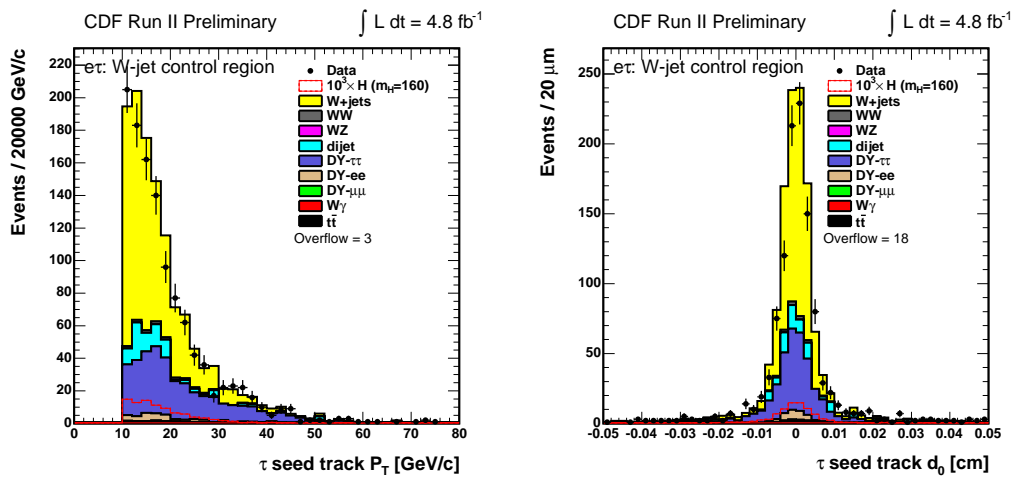 CDF Run II Preliminary
∫ L dt = 4.8 fb⁻¹
eτ: W-jet control region
Data
10³× H (m_H=160)
W+jets
WW
WZ
dijet
DY-ττ
DY-ee
DY-μμ
Wγ
tt̄
Overflow = 3
Events / 20000 GeV/c
220
200
180
160
140
120
100
80
60
40
20
0
0 10 20 30 40 50 60 70 80
τ seed track P_T [GeV/c]
CDF Run II Preliminary
∫ L dt = 4.8 fb⁻¹
eτ: W-jet control region
Data
10³× H (m_H=160)
W+jets
WW
WZ
dijet
DY-ττ
DY-ee
DY-μμ
Wγ
tt̄
Overflow = 18
Events / 20 μm
250
200
150
100
50
0
-0.05 -0.04 -0.03 -0.02 -0.01 0 0.01 0.02 0.03 0.04 0.05
τ seed track d₀ [cm]